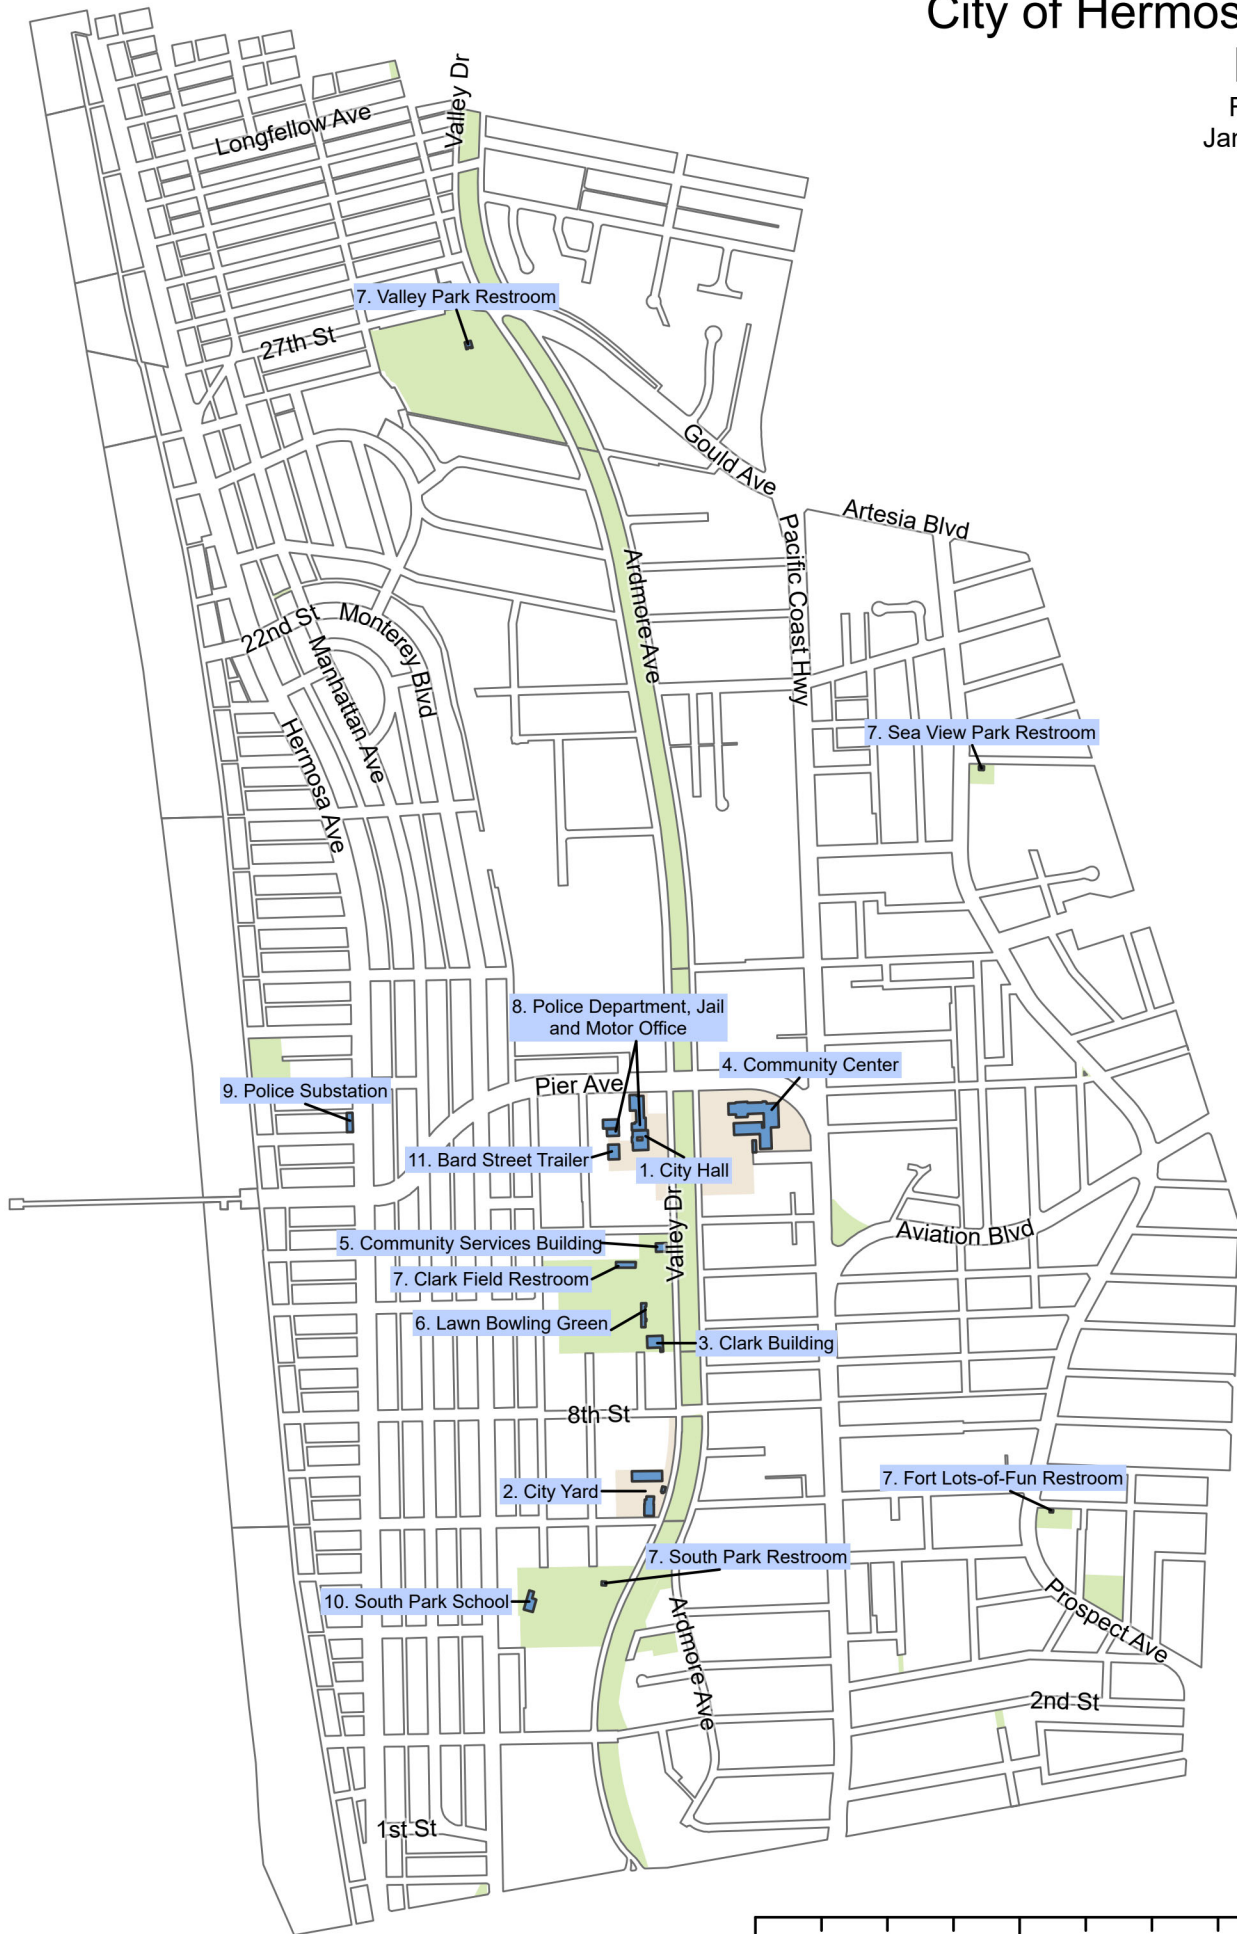 City of Hermos
Jar
Valley Dr
Longfellow Ave
7. Valley Park Restroom
27th St
Gould Ave
Artesia Blvd
Pacific Coast Hwy
Ardmore Ave
22nd St
Monterey Blvd
Manhattan Ave
Hermosa Ave
7. Sea View Park Restroom
8. Police Department, Jail
and Motor Office
4. Community Center
Pier Ave
9. Police Substation
11. Bard Street Trailer
1. City Hall
Valley Dr
Aviation Blvd
5. Community Services Building
7. Clark Field Restroom
6. Lawn Bowling Green
3. Clark Building
8th St
2. City Yard
7. Fort Lots-of-Fun Restroom
7. South Park Restroom
10. South Park School
Ardmore Ave
Prospect Ave
2nd St
1st St